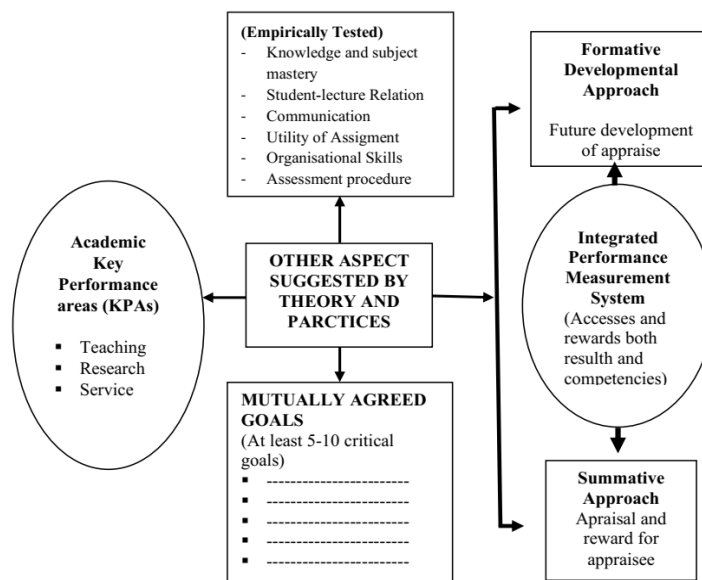 (Empirically Tested)
- Knowledge and subject
mastery
- Student-lecture Relation
- Communication
- Utility of Assigment
- Organisational Skills
- Assessment procedure
Formative
Developmental
Approach
Future development
of appraise
Academic
Key
Performance
areas (KPAs)
▪ Teaching
▪ Research
▪ Service
OTHER ASPECT
SUGGESTED BY
THEORY AND
PARCTICES
Integrated
Performance
Measurement
System
(Accesses and
rewards both
resulth and
competencies)
MUTUALLY AGREED
GOALS
(At least 5-10 critical
goals)
▪ ------------------------
▪ ------------------------
▪ ------------------------
▪ ------------------------
▪ ------------------------
Summative
Approach
Apraisal and
reward for
appraisee